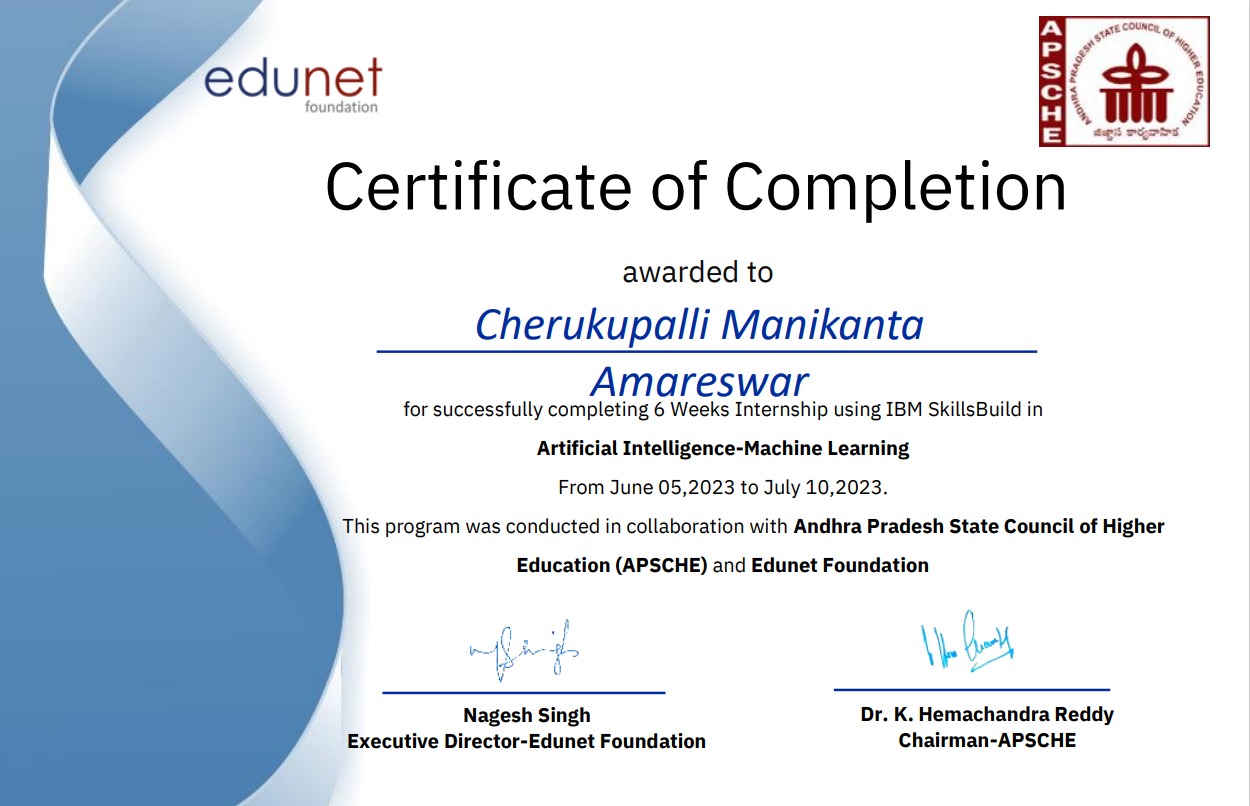 edunet
foundation
APSCHE
ANDHRA PRADESH STATE COUNCIL OF HIGHER EDUCATION
జిజ్ఞాస కార్యవాహిక
Certificate of Completion
awarded to
Cherukupalli Manikanta
Amareswar
for successfully completing 6 Weeks Internship using IBM SkillsBuild in
Artificial Intelligence-Machine Learning
From June 05,2023 to July 10,2023.
This program was conducted in collaboration with Andhra Pradesh State Council of Higher
Education (APSCHE) and Edunet Foundation
Nagesh Singh
Executive Director-Edunet Foundation
Dr. K. Hemachandra Reddy
Chairman-APSCHE